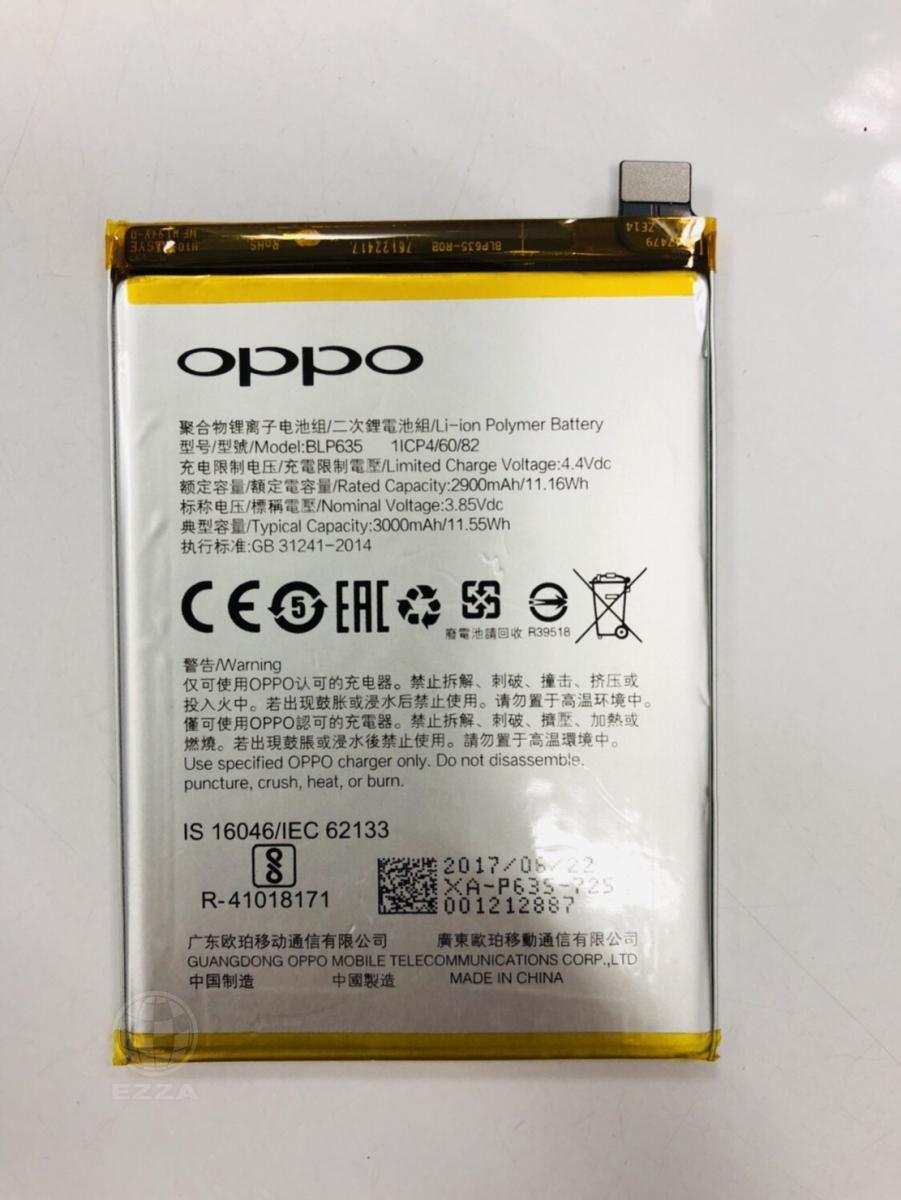 RoHS 76122417 BLP635-ROB 
ZE14
oppo
聚合物锂离子电池组/二次鋰電池組/Li-ion Polymer Battery
型号/型號/Model:BLP635 1ICP4/60/82
充电限制电压/充電限制電壓/Limited Charge Voltage:4.4Vdc
额定容量/額定電容量/Rated Capacity:2900mAh/11.16Wh
标称电压/標稱電壓/Nominal Voltage:3.85Vdc
典型容量/Typical Capacity:3000mAh/11.55Wh
执行标准:GB 31241-2014
CE 5 EAC
廢電池請回收 R39518
警告/Warning
仅可使用OPPO认可的充电器。禁止拆解、刺破、撞击、挤压或
投入火中。若出现鼓胀或浸水后禁止使用。请勿置于高温环境中。
僅可使用OPPO認可的充電器。禁止拆解、刺破、擠壓、加熱或
燃燒。若出現鼓脹或浸水後禁止使用。請勿置于高溫環境中。
Use specified OPPO charger only. Do not disassemble,
puncture, crush, heat, or burn.
IS 16046/IEC 62133
R-41018171
2017/08/22
XA-P635-725
001212887
广东欧珀移动通信有限公司 廣東歐珀移動通信有限公司
GUANGDONG OPPO MOBILE TELECOMMUNICATIONS CORP.,LTD
中国制造 中國製造 MADE IN CHINA
EZZA